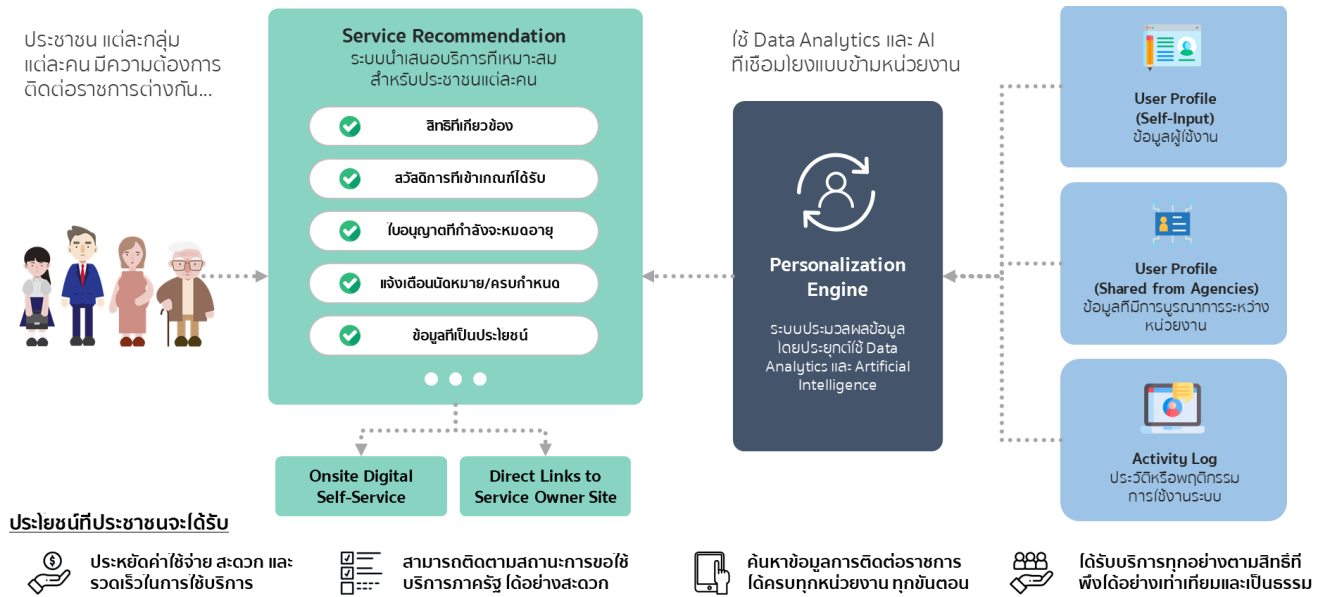 ประชาชน แต่ละกลุ่ม
แต่ละคน มีความต้องการ
ติดต่อราชการต่างกัน...
Service Recommendation
ระบบนำเสนอบริการที่เหมาะสม
สำหรับประชาชนแต่ละคน
สิทธิที่เกี่ยวข้อง
สวัสดิการที่เข้าเกณฑ์ได้รับ
ใบอนุญาตที่กำลังจะหมดอายุ
แจ้งเตือนนัดหมาย/ครบกำหนด
ข้อมูลที่เป็นประโยชน์
Onsite Digital
Self-Service
Direct Links to
Service Owner Site
ใช้ Data Analytics และ AI
ที่เชื่อมโยงแบบข้ามหน่วยงาน
Personalization
Engine
ระบบประมวลผลข้อมูล
โดยประยุกต์ใช้ Data
Analytics และ Artificial
Intelligence
User Profile
(Self-Input)
ข้อมูลผู้ใช้งาน
User Profile
(Shared from Agencies)
ข้อมูลที่มีการบูรณาการระหว่าง
หน่วยงาน
Activity Log
ประวัติหรือพฤติกรรม
การใช้งานระบบ
ประโยชน์ที่ประชาชนจะได้รับ
ประหยัดค่าใช้จ่าย สะดวก และ
รวดเร็วในการใช้บริการ
สามารถติดตามสถานะการขอใช้
บริการภาครัฐ ได้อย่างสะดวก
ค้นหาข้อมูลการติดต่อราชการ
ได้ครบทุกหน่วยงาน ทุกขั้นตอน
ได้รับบริการทุกอย่างตามสิทธิ์ที่
พึงได้อย่างเท่าเทียมและเป็นธรรม